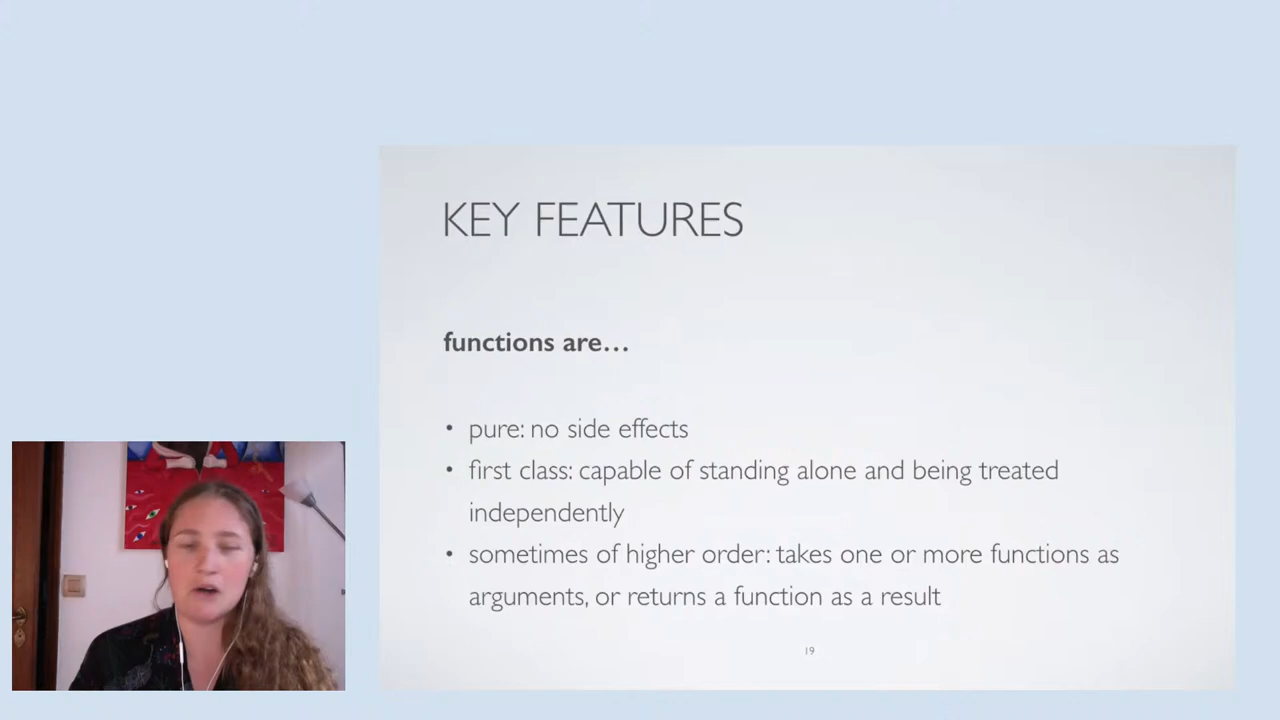 KEY FEATURES
functions are…
• pure: no side effects
• first class: capable of standing alone and being treated
independently
• sometimes of higher order: takes one or more functions as
arguments, or returns a function as a result
19